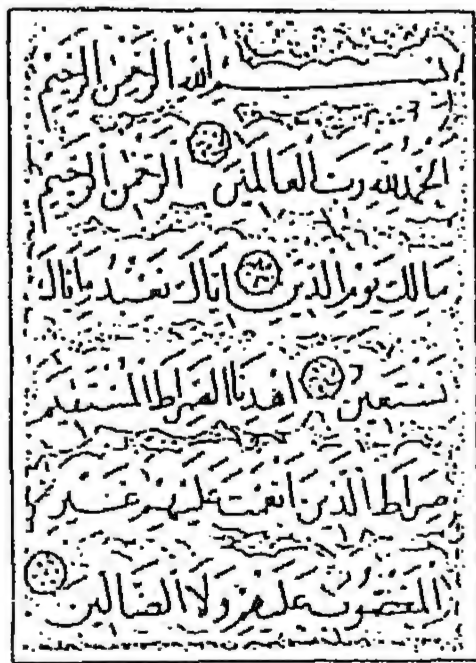 بسم الله الرحمن الرحيم
الحمد لله رب العالمين الرحمن الرحيم
مالك يوم الدين اياك نعبد واياك
نستعين اهدنا الصراط المستقيم
صراط الذين انعمت عليهم غير
المغضوب عليهم ولا الضالين